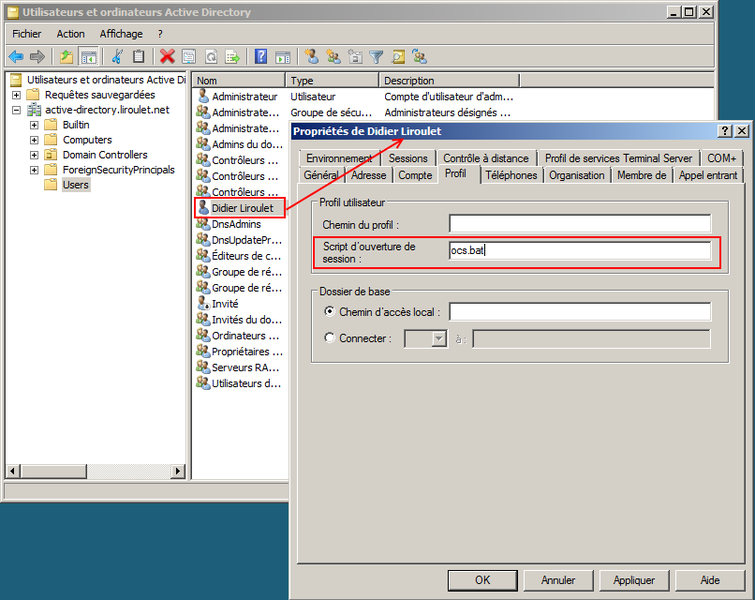 Utilisateurs et ordinateurs Active Directory
Fichier Action Affichage ?
Utilisateurs et ordinateurs Active Di
Requêtes sauvegardées
active-directory.liroulet.net
Builtin
Computers
Domain Controllers
ForeignSecurityPrincipals
Users
Nom Type Description
Administrateur Utilisateur Compte d'utilisateur d'adm...
Administrate... Groupe de sécu... Administrateurs désignés ...
Administrate...
Admins du do...
Contrôleurs ...
Contrôleurs ...
Contrôleurs ...
Didier Liroulet
DnsAdmins
DnsUpdatePr...
Éditeurs de c...
Groupe de ré...
Groupe de ré...
Invité
Invités du do...
Ordinateurs ...
Propriétaires ...
Serveurs RA...
Utilisateurs d...
Propriétés de Didier Liroulet
Environnement Sessions Contrôle à distance Profil de services Terminal Server COM+
Général Adresse Compte Profil Téléphones Organisation Membre de Appel entrant
Profil utilisateur
Chemin du profil :
Script d'ouverture de
session :
ocs.bat
Dossier de base
Chemin d'accès local :
Connecter : à :
OK Annuler Appliquer Aide